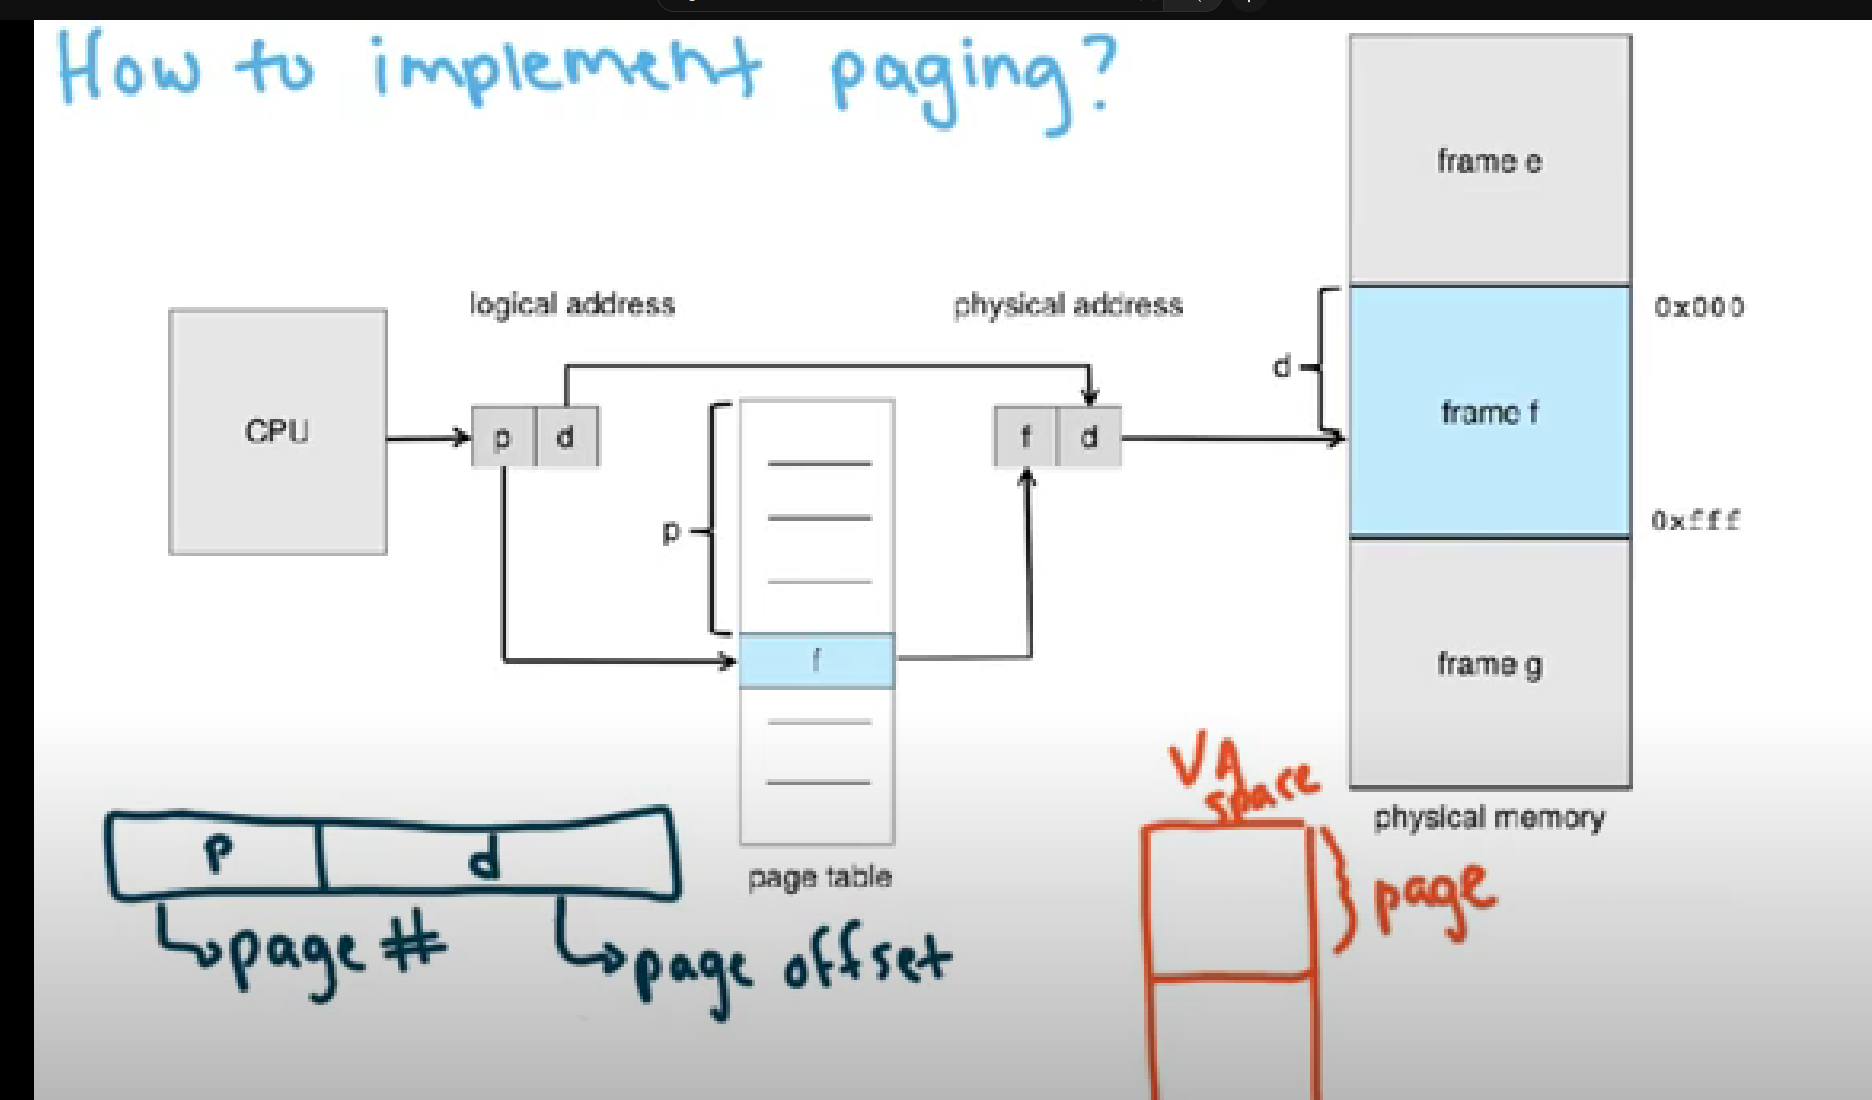 How to implement paging?
frame e
logical address
physical address
0x000
CPU
p
d
f
d
d
frame f
p
0xfff
f
frame g
VA
space
physical memory
p
d
page table
page
page #
page offset